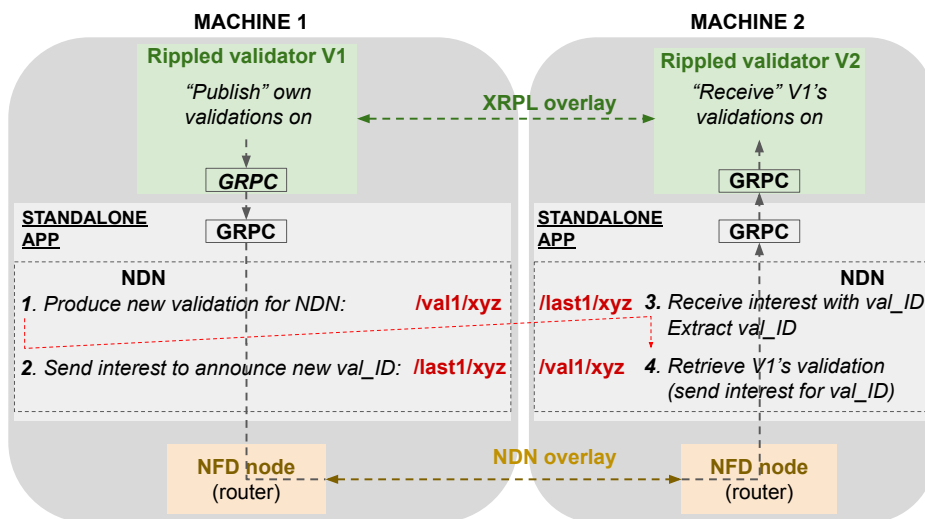 MACHINE 1
MACHINE 2
Rippled validator V1
“Publish” own
validations on
GRPC
XRPL overlay
Rippled validator V2
“Receive” V1’s
validations on
GRPC
STANDALONE
APP
GRPC
NDN
1. Produce new validation for NDN: /val1/xyz
2. Send interest to announce new val_ID: /last1/xyz
STANDALONE
APP
GRPC
NDN
/last1/xyz 3. Receive interest with val_ID
Extract val_ID
/val1/xyz 4. Retrieve V1’s validation
(send interest for val_ID)
NFD node
(router)
NDN overlay
NFD node
(router)